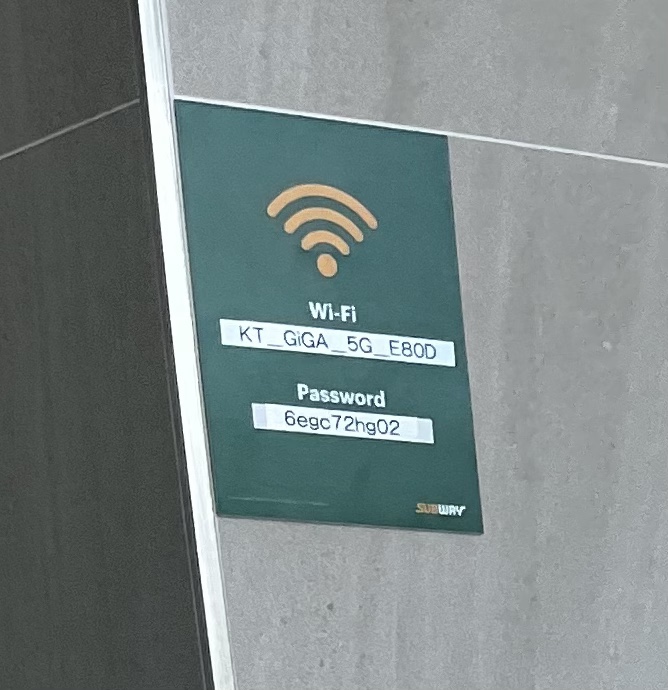 Wi-Fi
KT_GiGA_5G_E80D
Password
6egc72hg02
SUBWAY